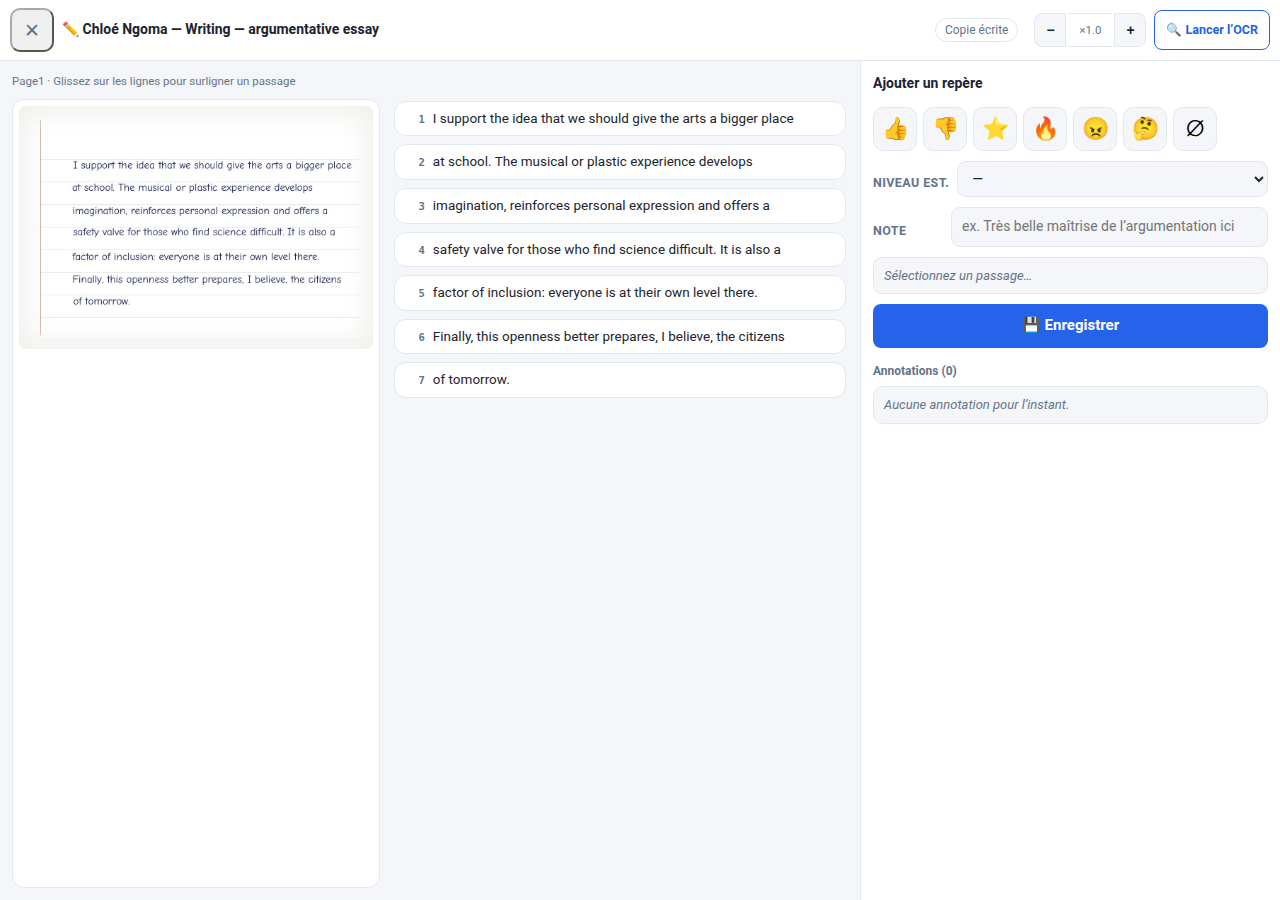 ✕
✏️ Chloé Ngoma — Writing — argumentative essay
Copie écrite
− ×1.0 +
🔍 Lancer l'OCR
Page1 · Glissez sur les lignes pour surligner un passage
I support the idea that we should give the arts a bigger place
at school. The musical or plastic experience develops
imagination, reinforces personal expression and offers a
safety valve for those who find science difficult. It is also a
factor of inclusion: everyone is at their own level there.
Finally, this openness better prepares, I believe, the citizens
of tomorrow.
1 I support the idea that we should give the arts a bigger place
2 at school. The musical or plastic experience develops
3 imagination, reinforces personal expression and offers a
4 safety valve for those who find science difficult. It is also a
5 factor of inclusion: everyone is at their own level there.
6 Finally, this openness better prepares, I believe, the citizens
7 of tomorrow.
Ajouter un repère
👍 👎 ⭐ 🔥 😠 🤔 ∅
NIVEAU EST. —
NOTE ex. Très belle maîtrise de l'argumentation ici
Sélectionnez un passage…
💾 Enregistrer
Annotations (0)
Aucune annotation pour l'instant.